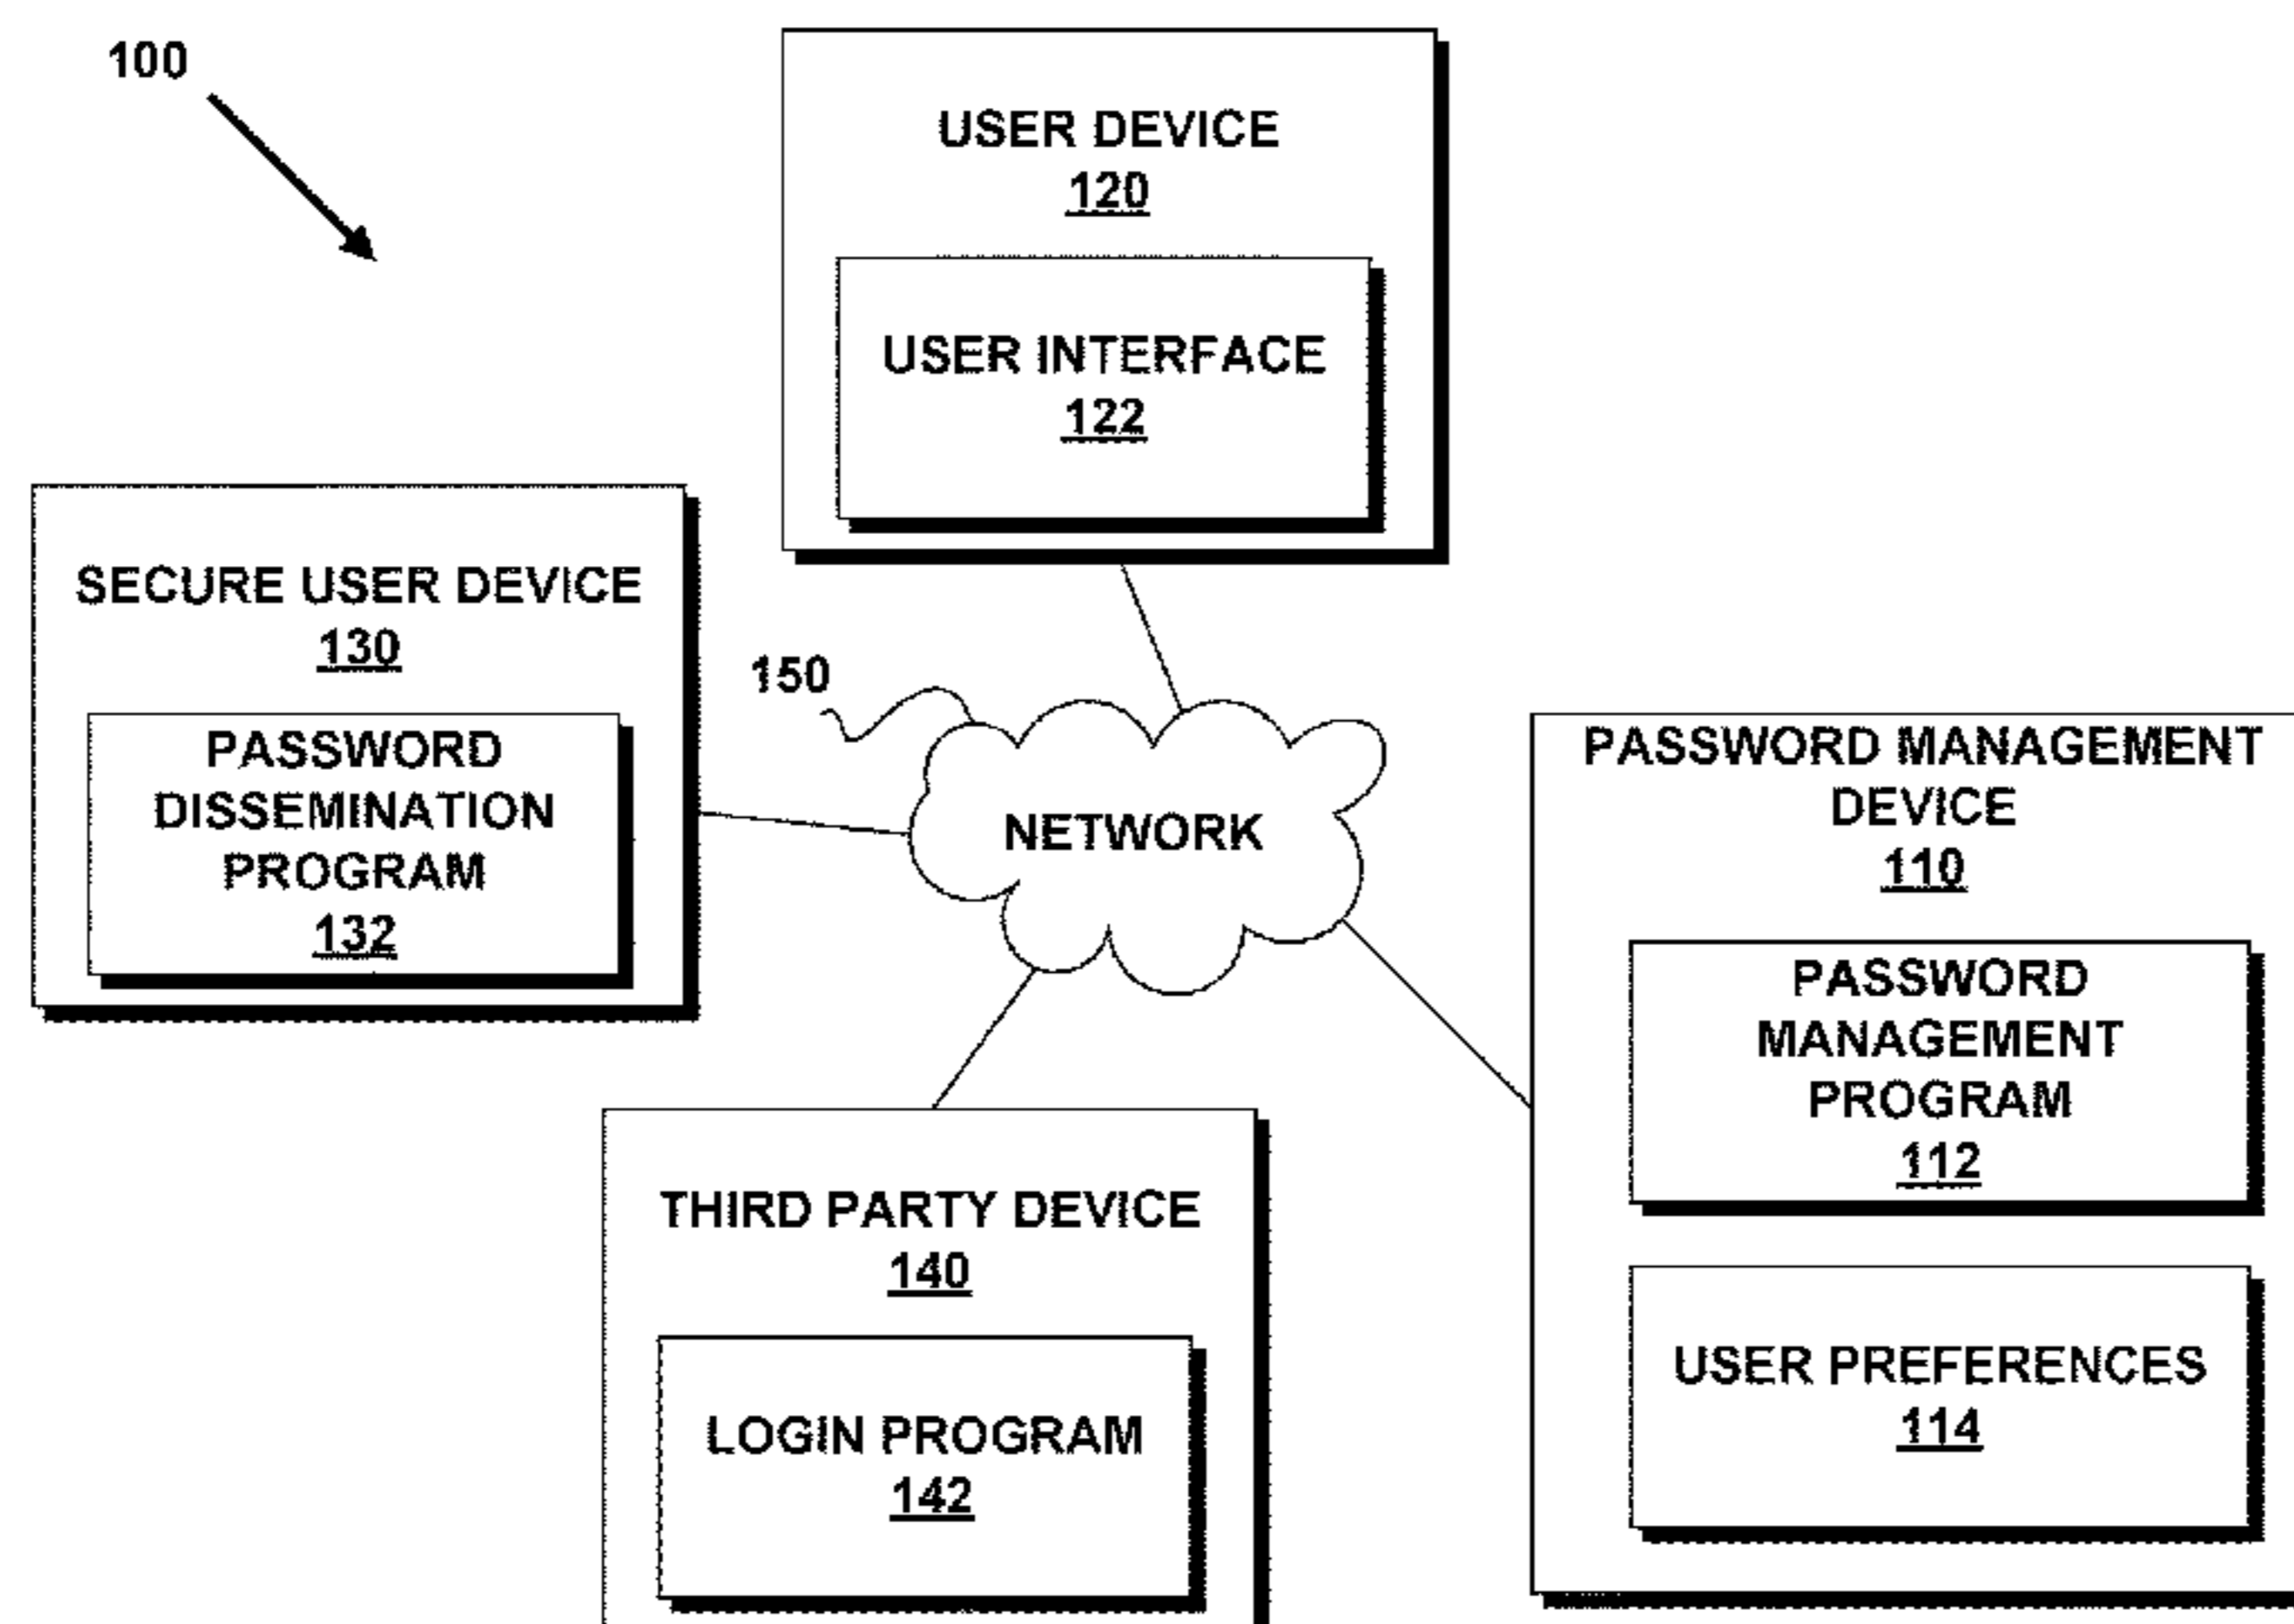 100
USER DEVICE
120
USER INTERFACE
122
SECURE USER DEVICE
130
PASSWORD
DISSEMINATION
PROGRAM
132
150
NETWORK
PASSWORD MANAGEMENT
DEVICE
110
PASSWORD
MANAGEMENT
PROGRAM
112
USER PREFERENCES
114
THIRD PARTY DEVICE
140
LOGIN PROGRAM
142